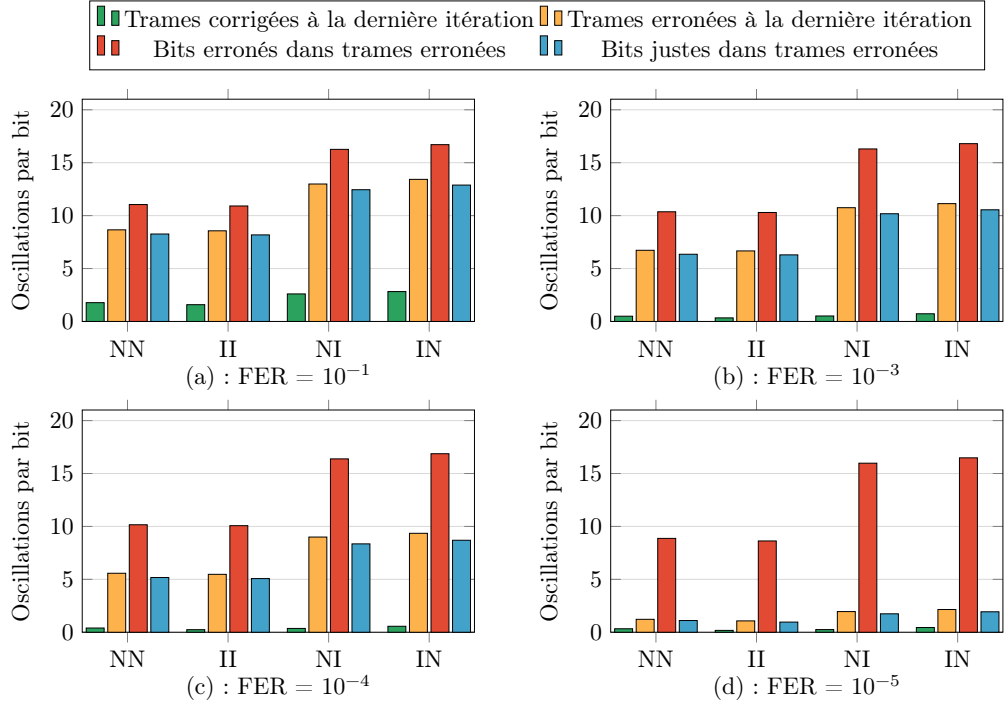 Trames corrigées à la dernière itération Trames erronées à la dernière itération
Bits erronés dans trames erronées Bits justes dans trames erronées
Oscillations par bit
20
15
10
5
0
NN II NI IN
(a) : FER = 10⁻¹
Oscillations par bit
20
15
10
5
0
NN II NI IN
(b) : FER = 10⁻³
Oscillations par bit
20
15
10
5
0
NN II NI IN
(c) : FER = 10⁻⁴
Oscillations par bit
20
15
10
5
0
NN II NI IN
(d) : FER = 10⁻⁵